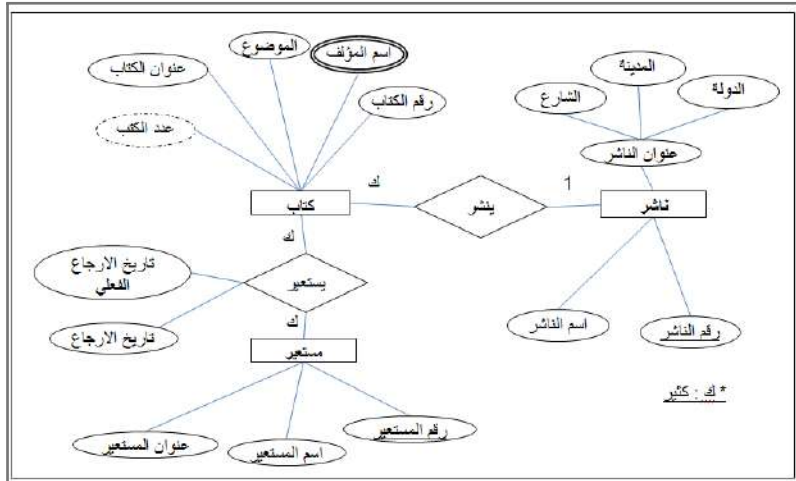 الموضوع
اسم المؤلف
عنوان الكتاب
رقم الكتاب
عدد الكتب
المدينة
الدولة
الشارع
عنوان الناشر
كتاب
ك
ينشر
1
ناشر
ك
تاريخ الارجاع
الفعلي
يستعير
تاريخ الارجاع
ك
مستعير
اسم الناشر
رقم الناشر
* ك : كثير
رقم المستعير
عنوان المستعير
اسم المستعير